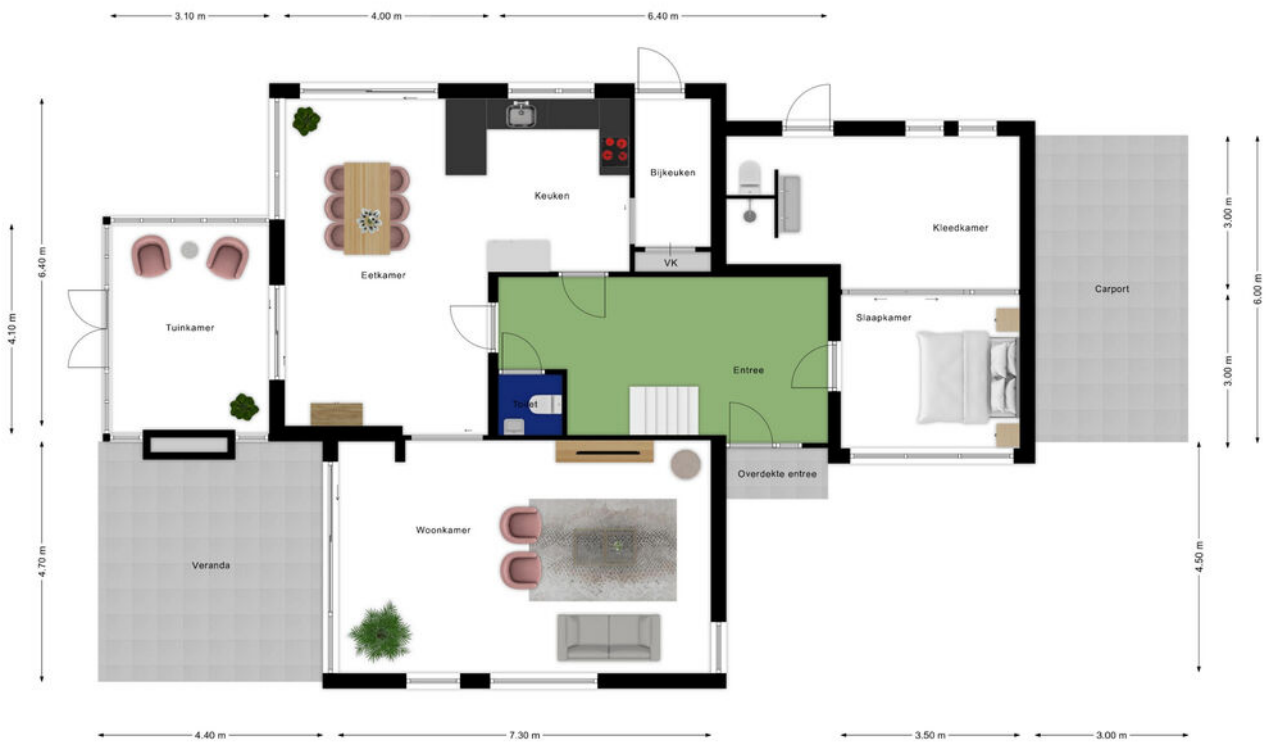 3.10 m
4.00 m
6.40 m
Bijkeuken
Keuken
Kleedkamer
VK
Eetkamer
Carport
Tuinkamer
Slaapkamer
Entree
Toilet
Overdekte entree
Woonkamer
Veranda
6.40 m
4.10 m
4.70 m
3.00 m
6.00 m
3.00 m
4.50 m
4.40 m
7.30 m
3.50 m
3.00 m